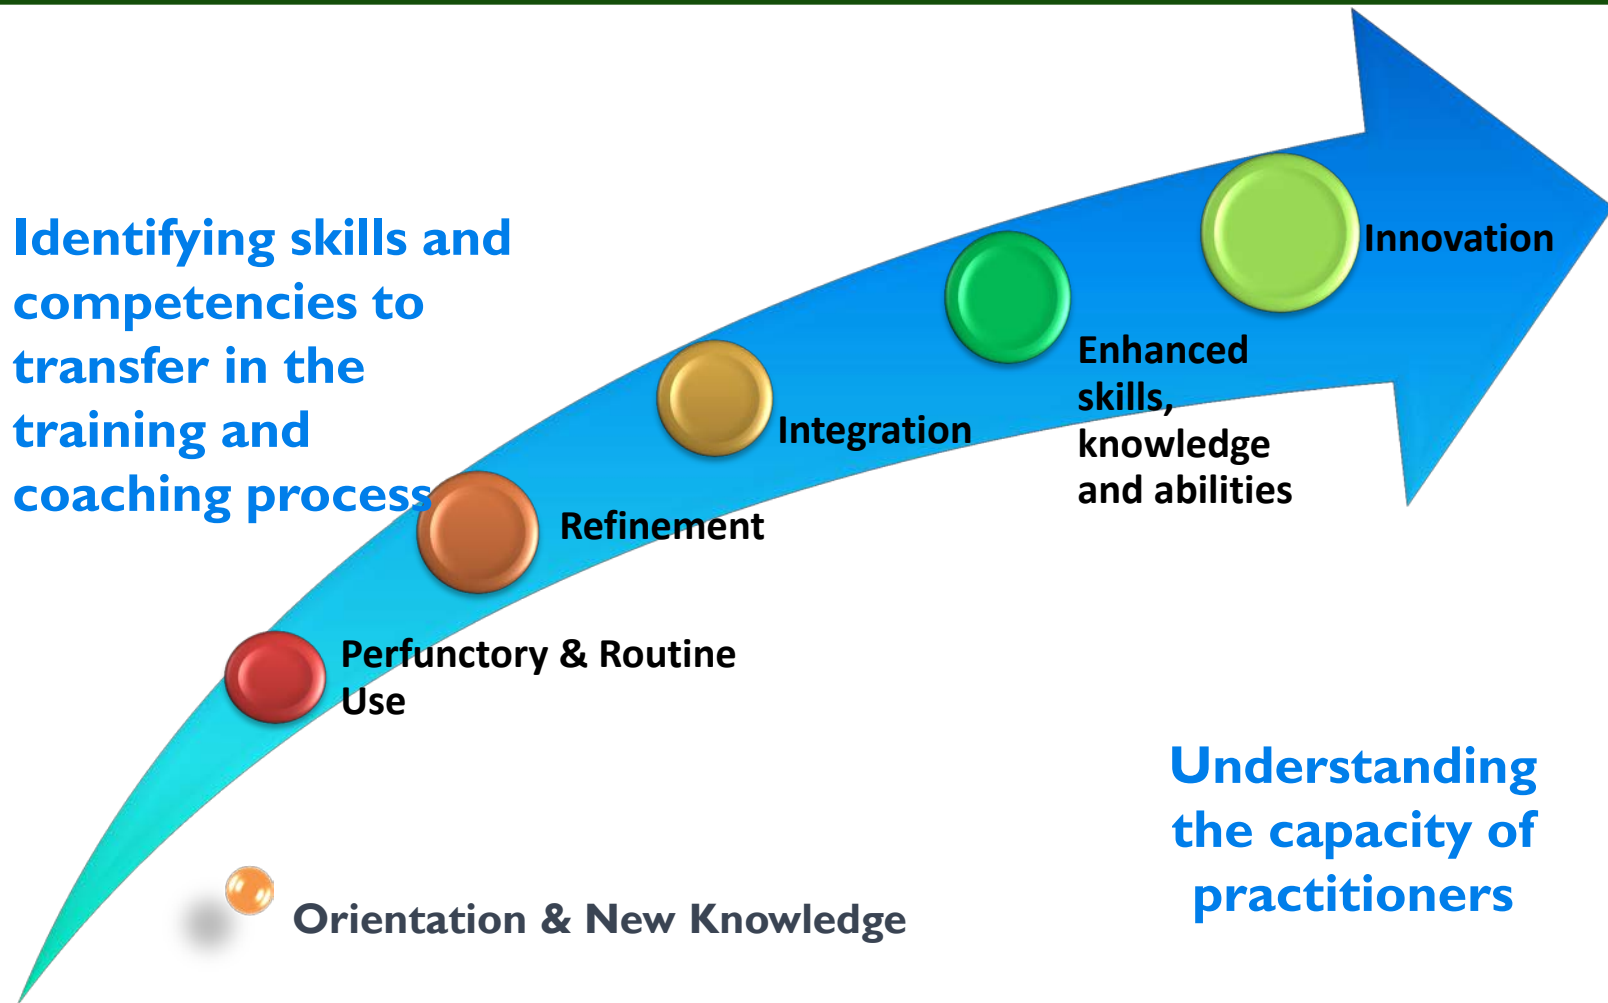 Identifying skills and
competencies to
transfer in the
training and
coaching process
Innovation
Enhanced
skills,
knowledge
and abilities
Integration
Refinement
Perfunctory & Routine
Use
Orientation & New Knowledge
Understanding
the capacity of
practitioners